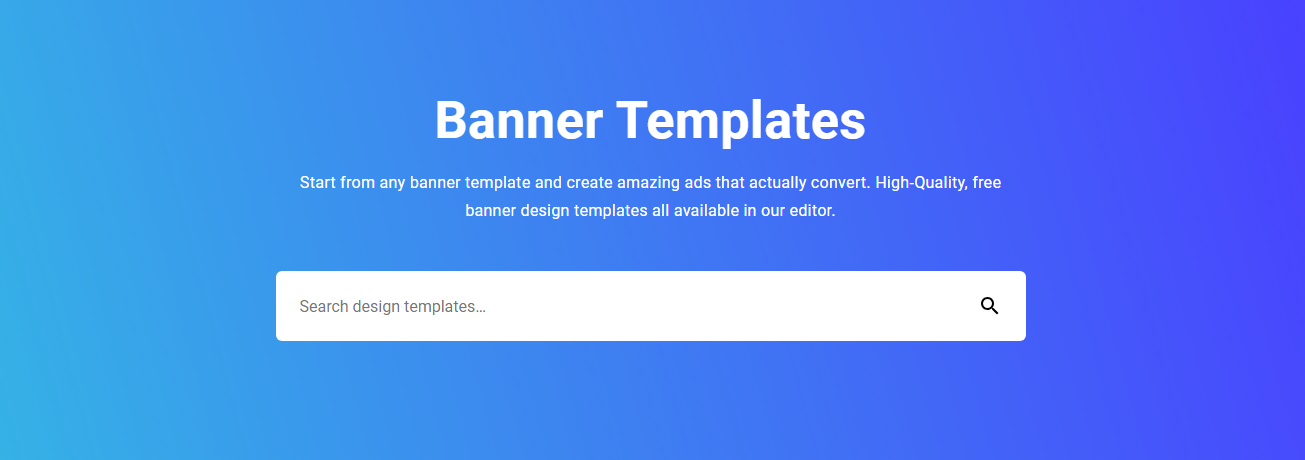 Banner Templates
Start from any banner template and create amazing ads that actually convert. High-Quality, free
banner design templates all available in our editor.
Search design templates...